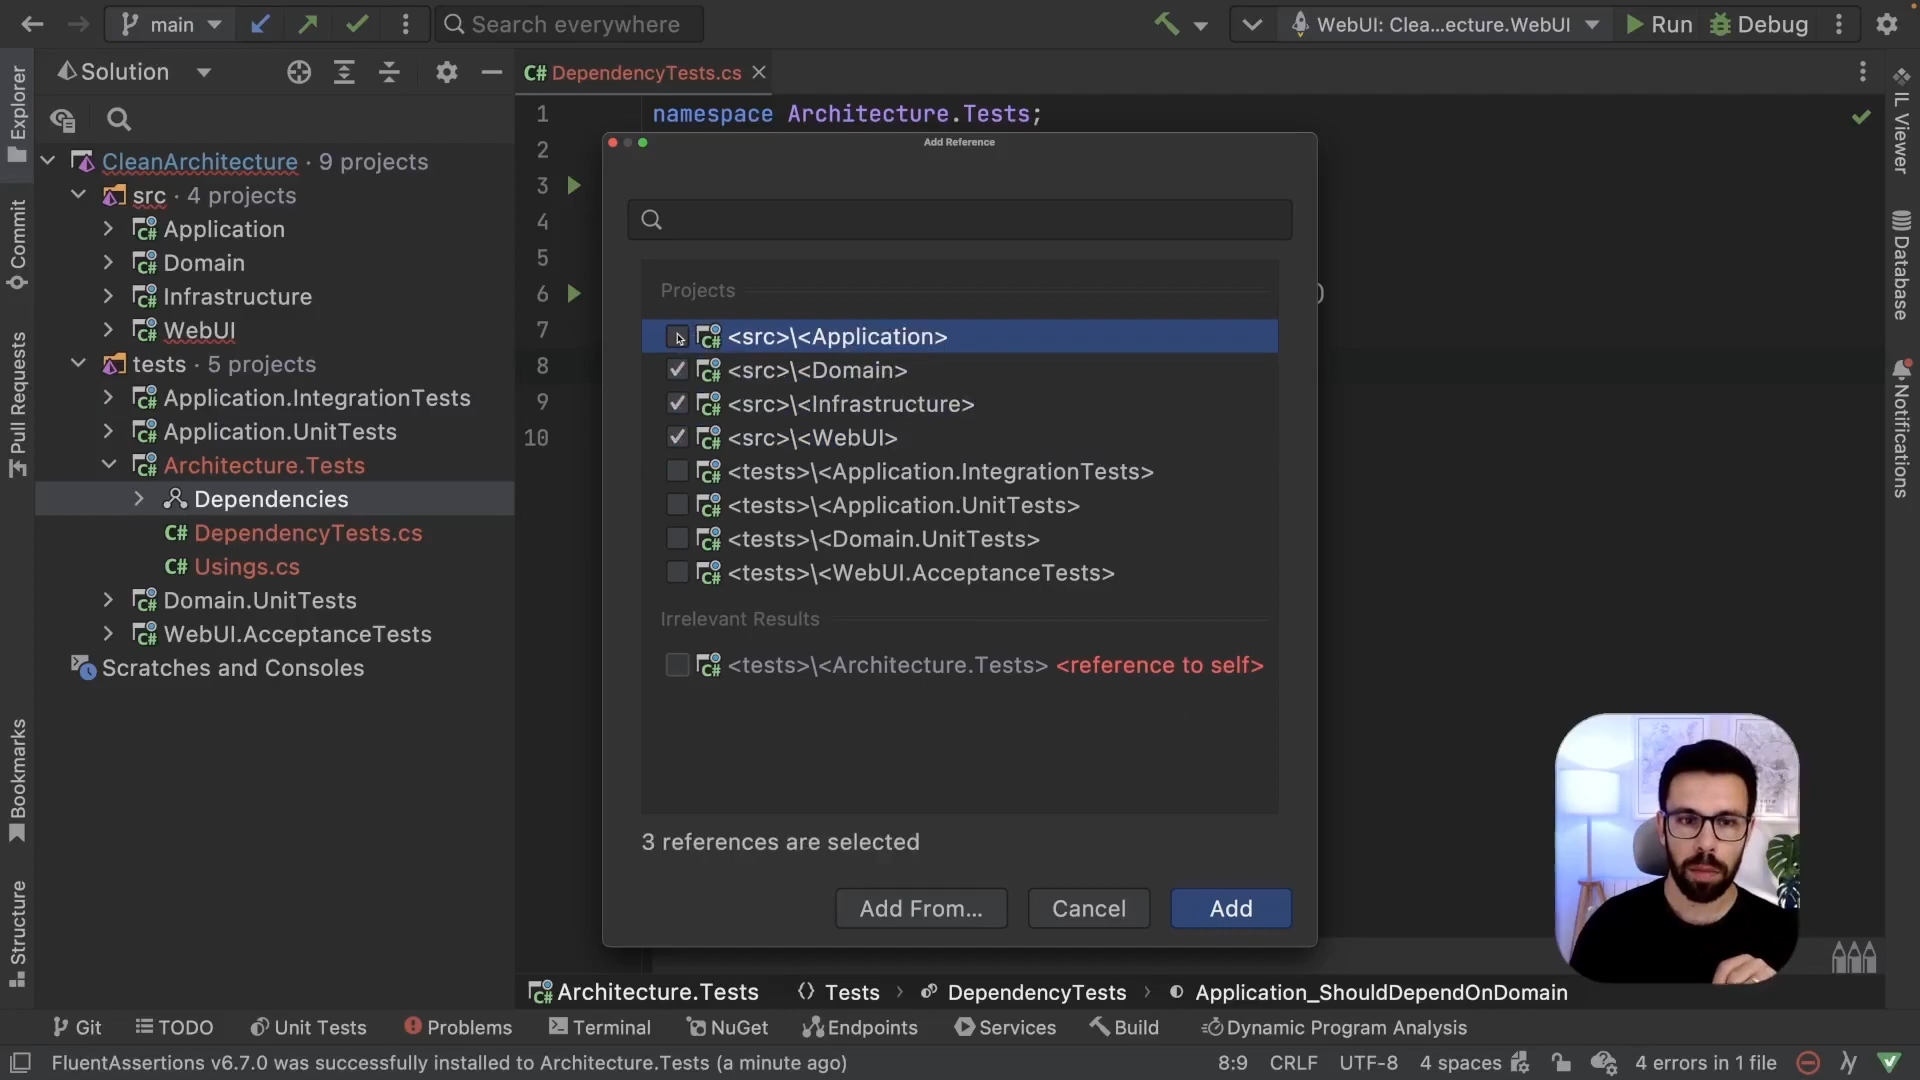 main
Search everywhere
WebUI: Clea...ecture.WebUI
Run
Debug
Solution
C# DependencyTests.cs
Explorer
Commit
Pull Requests
Bookmarks
Structure
CleanArchitecture · 9 projects
src · 4 projects
C# Application
C# Domain
C# Infrastructure
C# WebUI
tests · 5 projects
C# Application.IntegrationTests
C# Application.UnitTests
C# Architecture.Tests
Dependencies
C# DependencyTests.cs
C# Usings.cs
C# Domain.UnitTests
C# WebUI.AcceptanceTests
Scratches and Consoles
1 namespace Architecture.Tests;
2
3
4
5
6 )
7
8
9
10
Add Reference
Projects
C# <src>\<Application>
C# <src>\<Domain>
C# <src>\<Infrastructure>
C# <src>\<WebUI>
C# <tests>\<Application.IntegrationTests>
C# <tests>\<Application.UnitTests>
C# <tests>\<Domain.UnitTests>
C# <tests>\<WebUI.AcceptanceTests>
Irrelevant Results
C# <tests>\<Architecture.Tests> <reference to self>
3 references are selected
Add From...
Cancel
Add
IL Viewer
Database
Notifications
C# Architecture.Tests
Tests
DependencyTests
Application_ShouldDependOnDomain
Git
TODO
Unit Tests
Problems
Terminal
NuGet
Endpoints
Services
Build
Dynamic Program Analysis
FluentAssertions v6.7.0 was successfully installed to Architecture.Tests (a minute ago)
8:9
CRLF
UTF-8
4 spaces
4 errors in 1 file